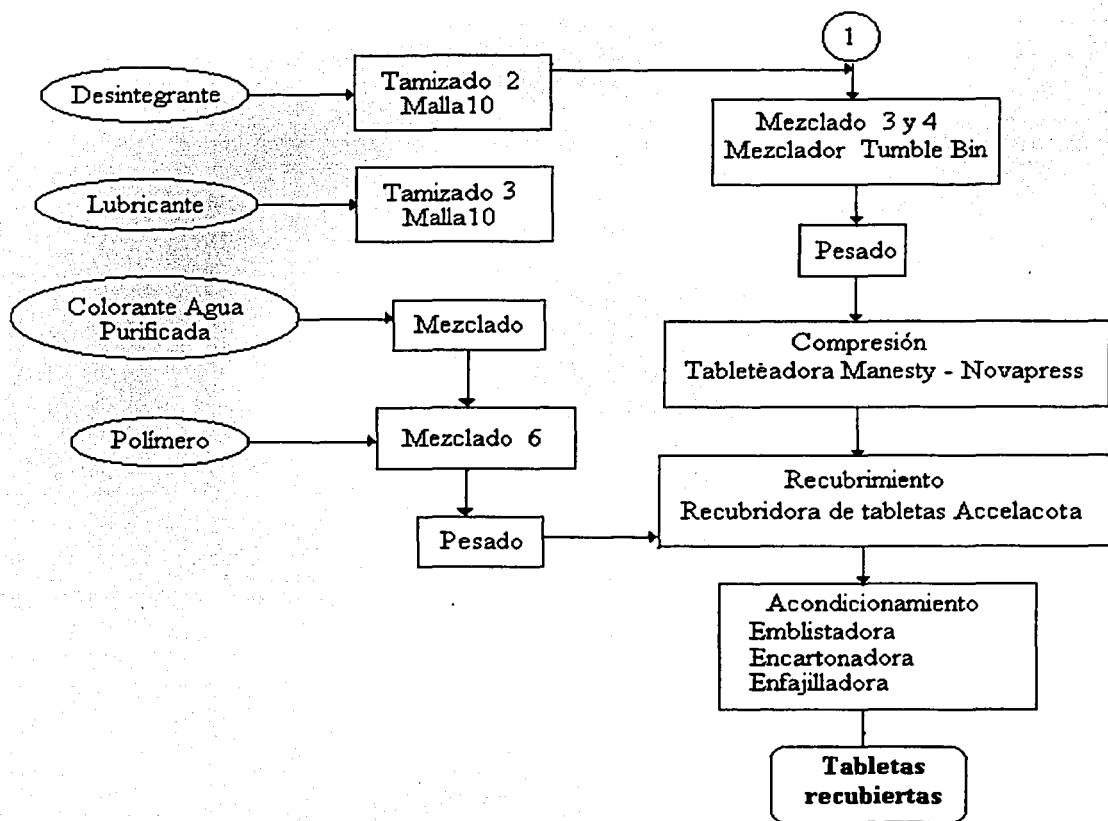 1
Desintegrante
Tamizado 2
Malla10
Mezclado 3 y 4
Mezclador Tumble Bin
Lubricante
Tamizado 3
Malla10
Pesado
Colorante Agua
Purificada
Mezclado
Compresión
Tableteadora Manesty - Novapress
Polímero
Mezclado 6
Recubrimiento
Recubridora de tabletas Accelacota
Pesado
Acondicionamiento
Emblistadora
Encartonadora
Enfajilladora
Tabletas
recubiertas